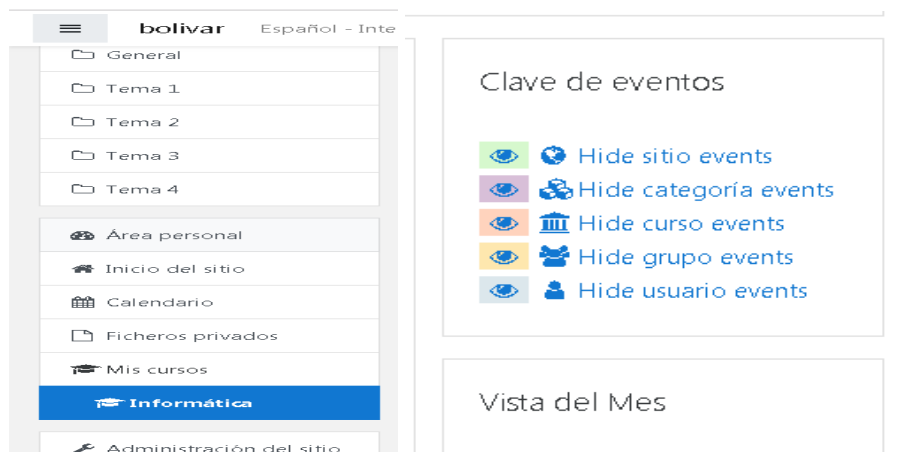 bolivar Español - Inte
General
Tema 1
Tema 2
Tema 3
Tema 4
Área personal
Inicio del sitio
Calendario
Ficheros privados
Mis cursos
Informática
Administración del sitio
Clave de eventos
Hide sitio events
Hide categoría events
Hide curso events
Hide grupo events
Hide usuario events
Vista del Mes